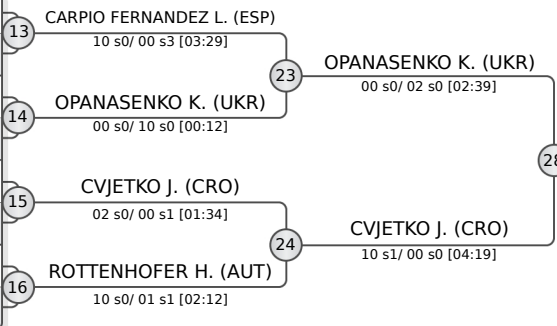 13
CARPIO FERNANDEZ L. (ESP)
10 s0/ 00 s3 [03:29]
23
OPANASENKO K. (UKR)
00 s0/ 02 s0 [02:39]
14
OPANASENKO K. (UKR)
00 s0/ 10 s0 [00:12]
28
15
CVJETKO J. (CRO)
02 s0/ 00 s1 [01:34]
24
CVJETKO J. (CRO)
10 s1/ 00 s0 [04:19]
16
ROTTENHOFER H. (AUT)
10 s0/ 01 s1 [02:12]